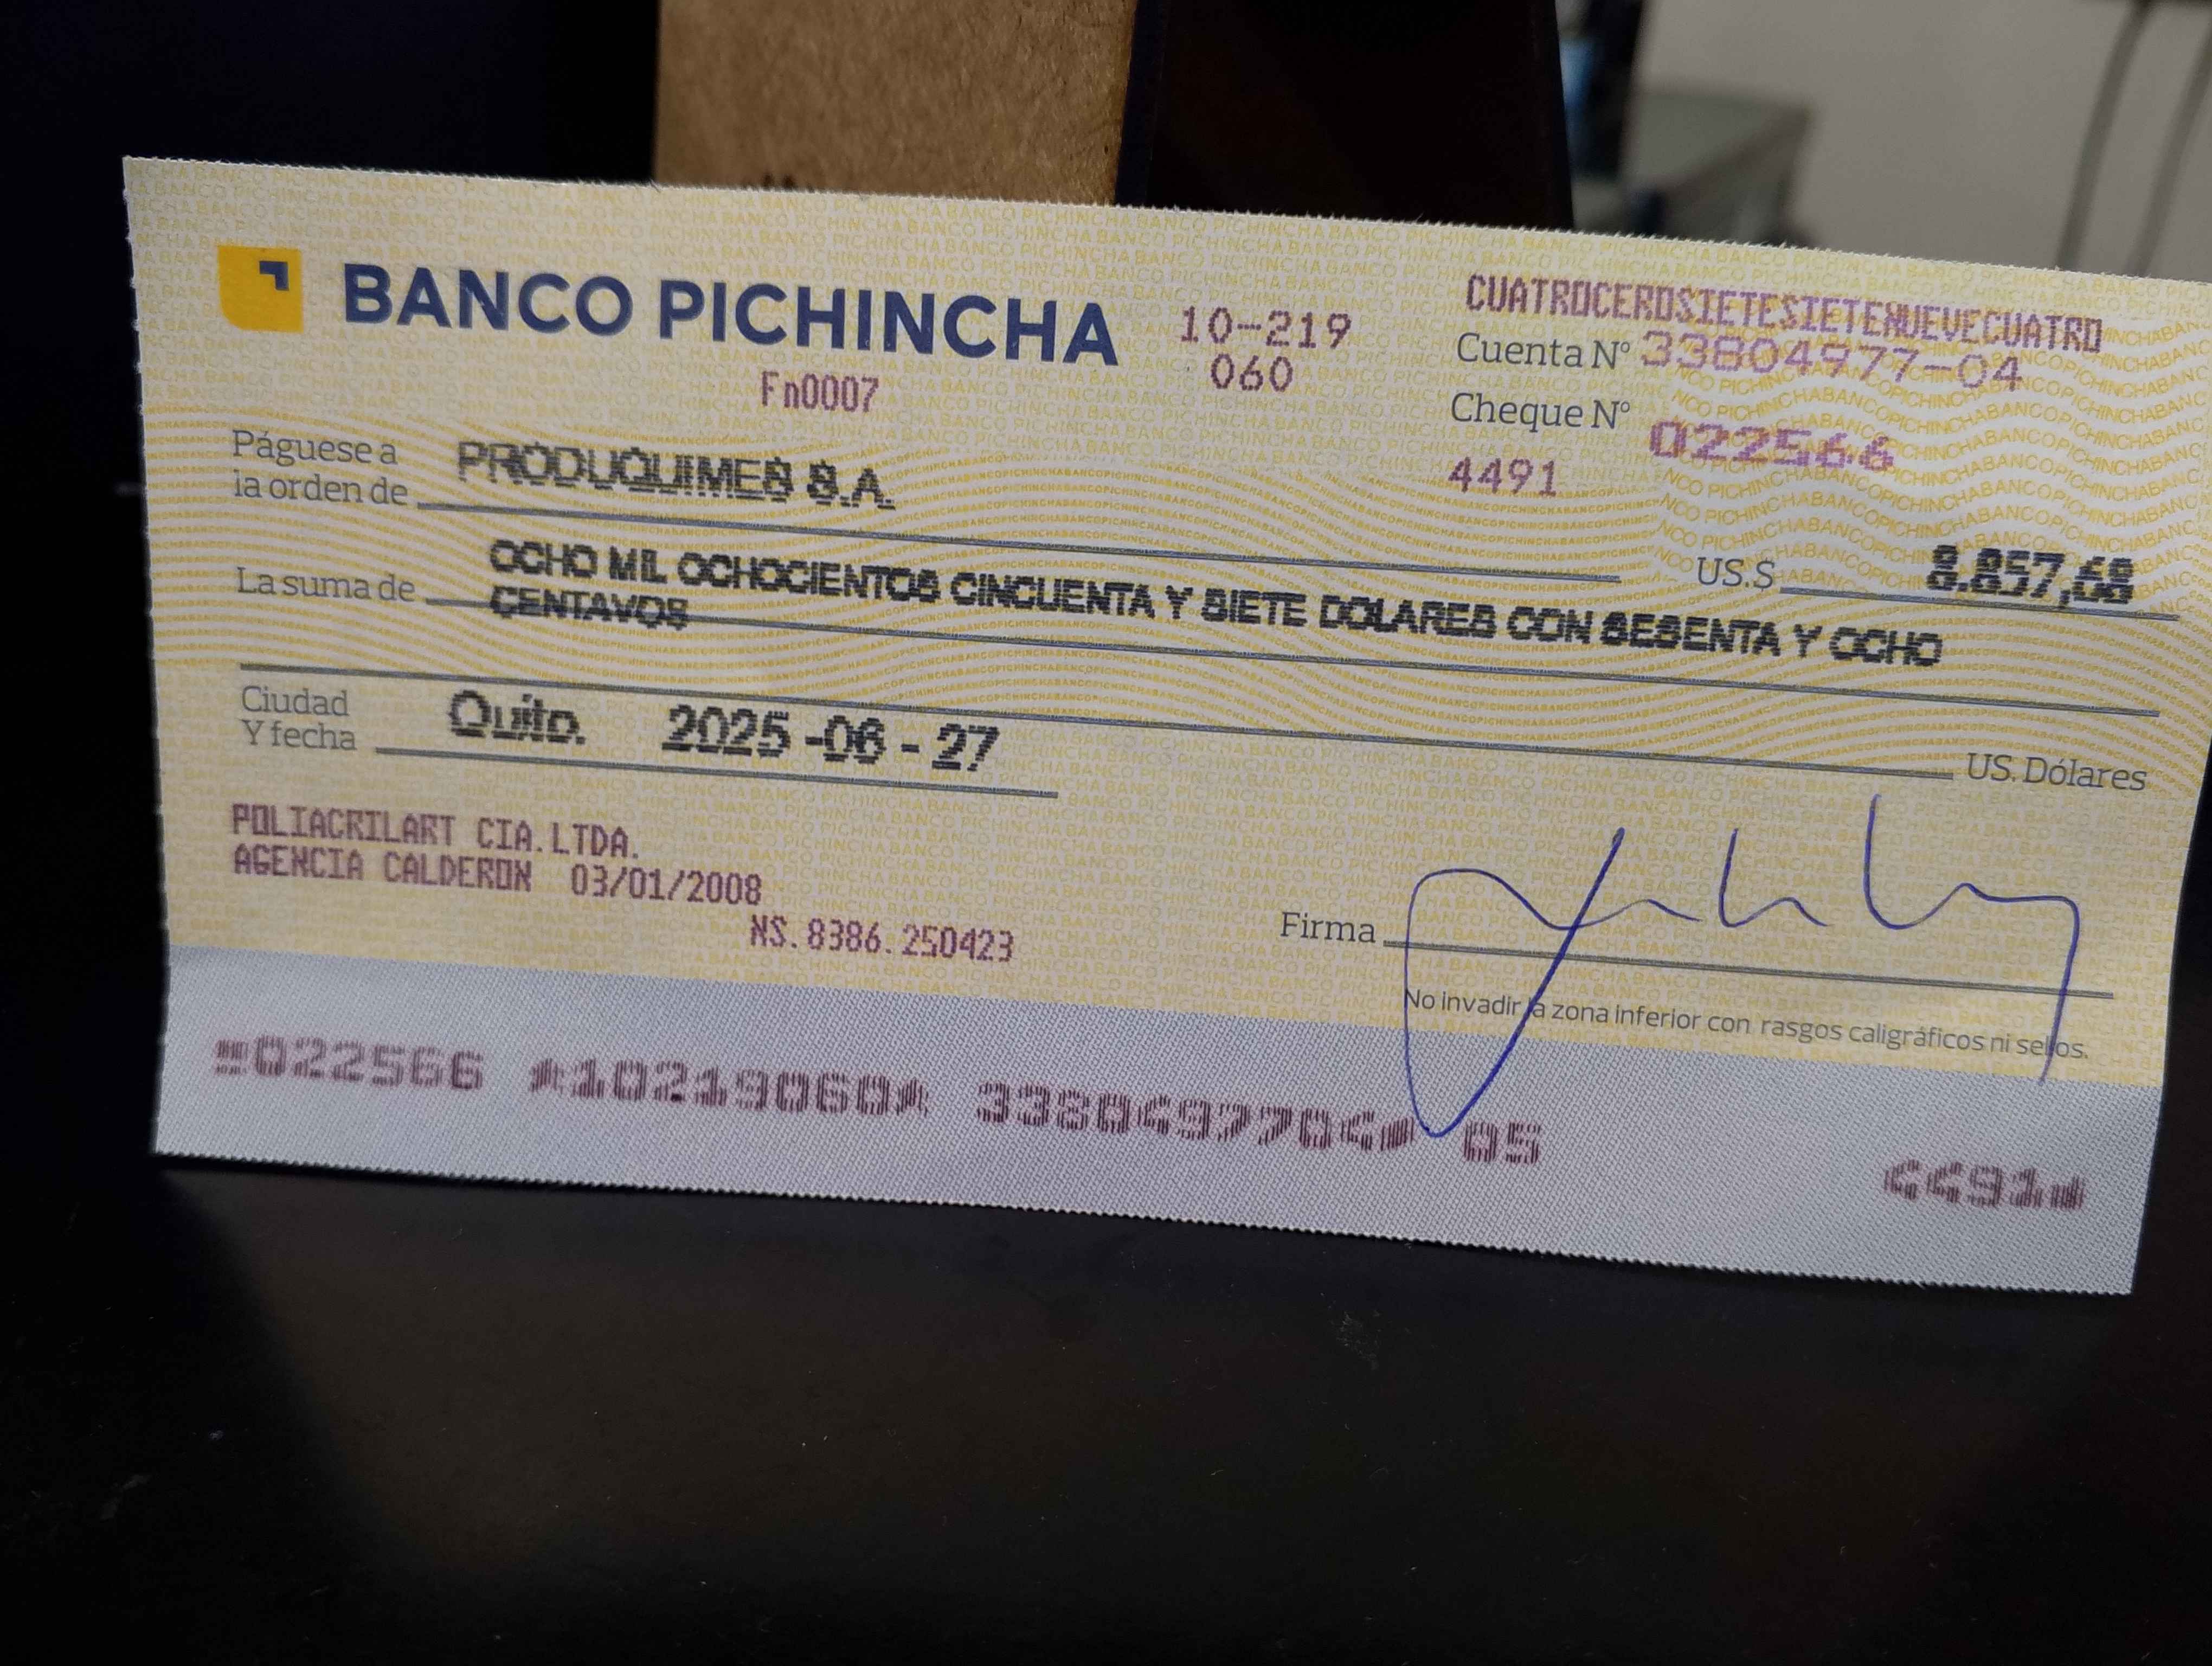 BANCO PICHINCHA
10-219
060
Fn0007
CUATROCEROSIETESIETENUEVECUATRO
Cuenta Nº 33804977-04
Cheque Nº 022566
4491
Páguese a
la orden de PRODUQUIMES S.A.
US.$ 8.857,68
La suma de OCHO MIL OCHOCIENTOS CINCUENTA Y SIETE DOLARES CON SESENTA Y OCHO
CENTAVOS
US. Dólares
Ciudad
Y fecha Quito. 2025 -06 - 27
POLIACRILART CIA.LTDA.
AGENCIA CALDERON 03/01/2008
NS.8386.250423
Firma
No invadir la zona inferior con rasgos caligráficos ni sellos.
022566 10219060 3380497704 05 4491